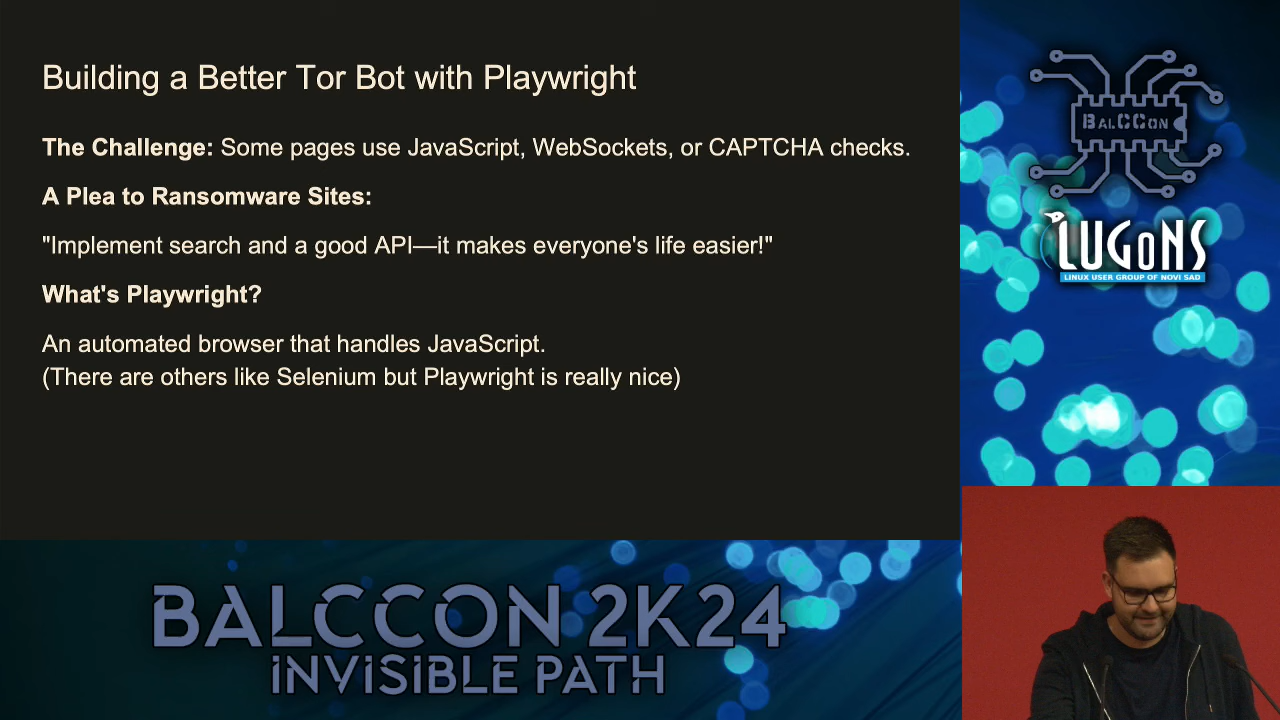 Building a Better Tor Bot with Playwright
The Challenge: Some pages use JavaScript, WebSockets, or CAPTCHA checks.
A Plea to Ransomware Sites:
"Implement search and a good API—it makes everyone's life easier!"
What's Playwright?
An automated browser that handles JavaScript.
(There are others like Selenium but Playwright is really nice)
BALCCON
LUGONS
LINUX USER GROUP OF NOVI SAD
BALCCON 2K24
INVISIBLE PATH